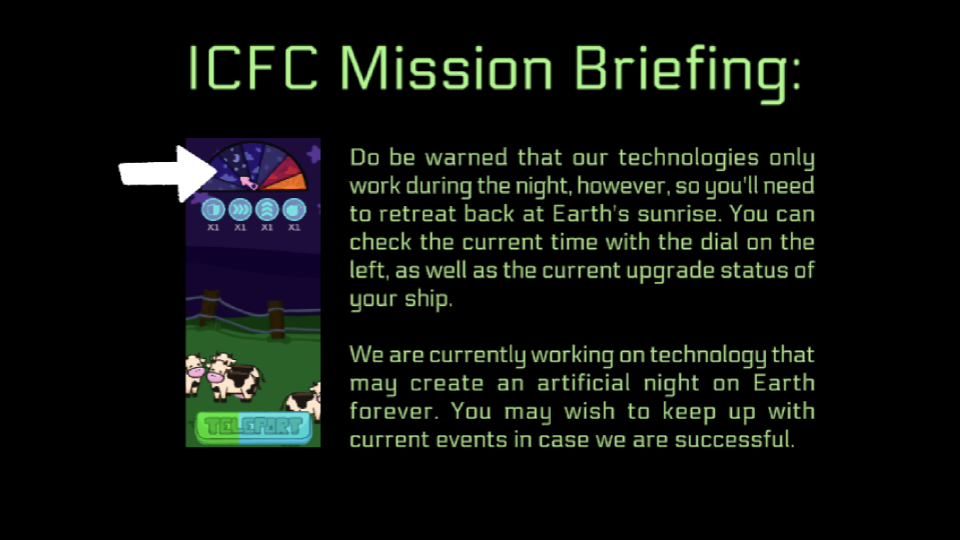 ICFC Mission Briefing:
X1 X1 X1 X1
TELEPORT
Do be warned that our technologies only
work during the night, however, so you'll need
to retreat back at Earth's sunrise. You can
check the current time with the dial on the
left, as well as the current upgrade status of
your ship.
We are currently working on technology that
may create an artificial night on Earth
forever. You may wish to keep up with
current events in case we are successful.